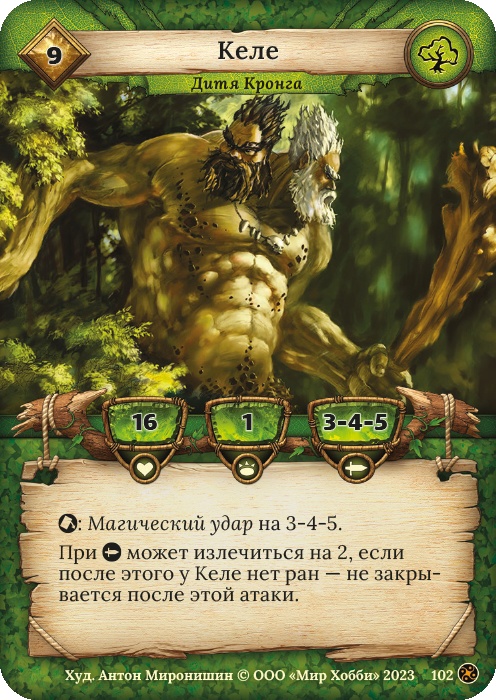 9
Келе
Дитя Кронга
16
1
3-4-5
: Магический удар на 3-4-5.
При может излечиться на 2, если
после этого у Келе нет ран — не закры-
вается после этой атаки.
Худ. Антон Миронишин © ООО «Мир Хобби» 2023 102